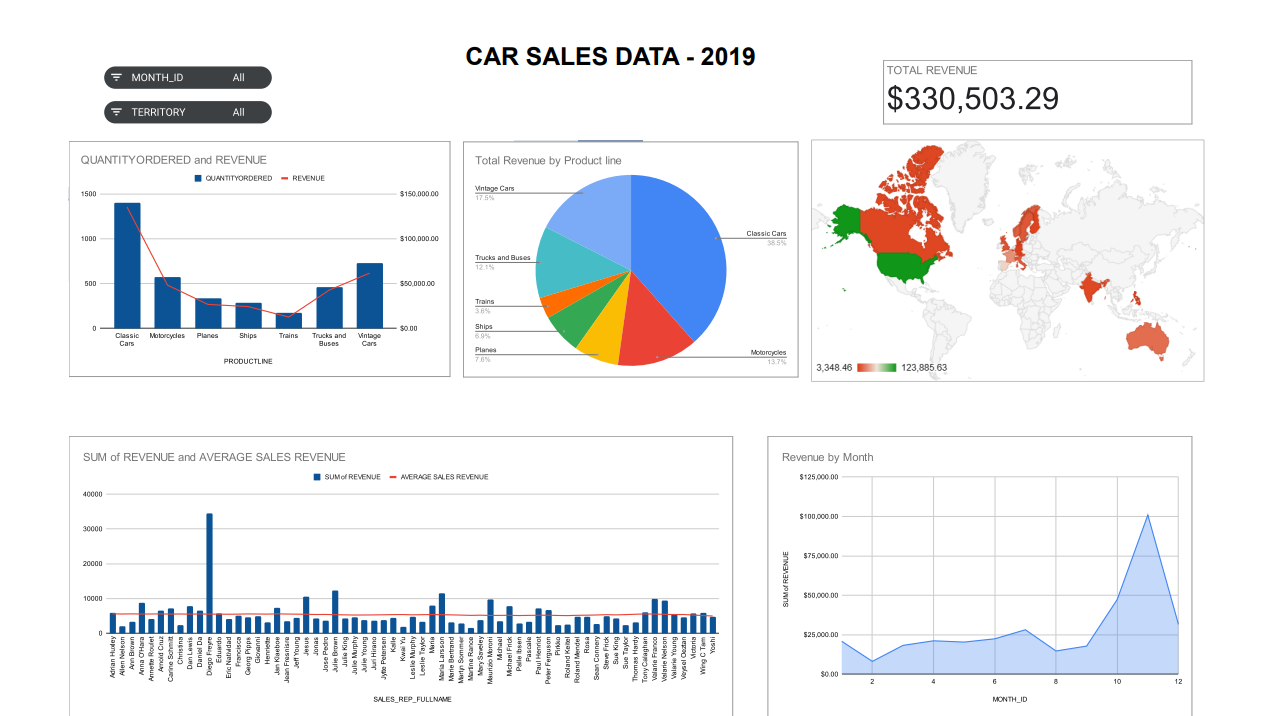 CAR SALES DATA - 2019
MONTH_ID All
TERRITORY All
TOTAL REVENUE
$330,503.29
QUANTITYORDERED and REVENUE
QUANTITYORDERED REVENUE
1500 $150,000.00
1000 $100,000.00
500 $50,000.00
0 $0.00
Classic Cars
Motorcycles
Planes
Ships
Trains
Trucks and Buses
Vintage Cars
PRODUCTLINE
Total Revenue by Product line
Vintage Cars
17.5%
Classic Cars
38.5%
Trucks and Buses
12.1%
Trains
3.6%
Ships
6.9%
Planes
7.6%
Motorcycles
13.7%
3,348.46 123,885.63
SUM of REVENUE and AVERAGE SALES REVENUE
SUM of REVENUE AVERAGE SALES REVENUE
40000
30000
20000
10000
0
Adrian Huxley
Allen Nelson
Ann Brown
Anna O'Hara
Annette Roulet
Arnold Cruz
Carine Schmitt
Christina
Dan Lewis
Daniel Da
Diego Freyre
Eduardo
Eric Natividad
Francisca
Georg Pipps
Giovanni
Henriette
Jan Klaeboe
Jean Fresnisre
Jeff Young
Jesus
Jonas
Jose Pedro
Julie Brown
Julie King
Julie Murphy
Julie Young
Juri Hirano
Jytte Petersen
Kalle
Kwai Yu
Leslie Murphy
Leslie Taylor
Maria
Maria Larsson
Marie Bertrand
Martin Sommer
Martine Rance
Mary Saveley
Maurizio Moroni
Michael
Michael Frick
Palle Ibsen
Pascale
Paul Henriot
Peter Ferguson
Pirkko
Roland Keitel
Roland Mendel
Rosa
Sean Connery
Steve Frick
Sue King
Sue Taylor
Thomas Hardy
Tony Calaghan
Valarie Franco
Valarie Nelson
Valarie Young
Veysel Oeztan
Victoria
Wing C Tam
Yoshi
SALES_REP_FULLNAME
Revenue by Month
$125,000.00
$100,000.00
$75,000.00
$50,000.00
$25,000.00
$0.00
SUM of REVENUE
2 4 6 8 10 12
MONTH_ID